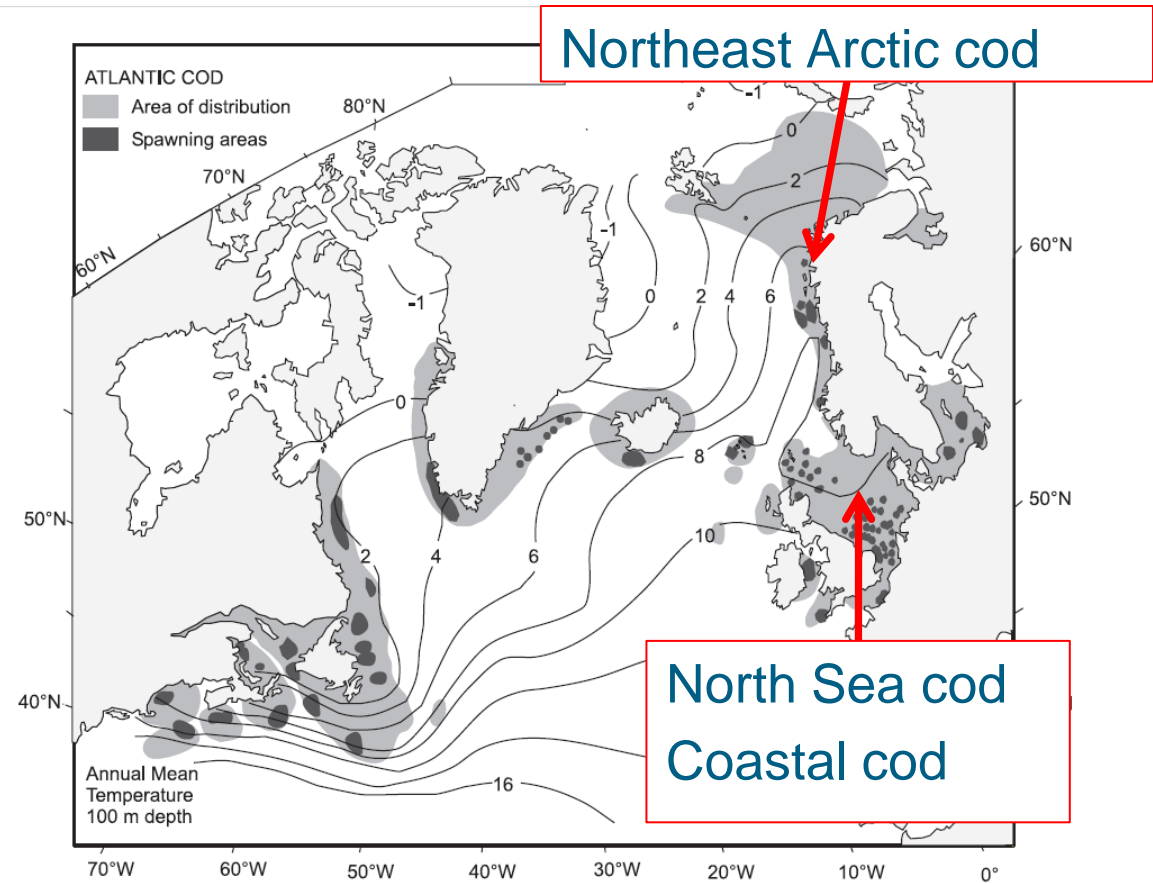 Northeast Arctic cod
ATLANTIC COD
Area of distribution
Spawning areas
80°N
70°N
60°N
-1
0
2
-1
-1
0
2
4
6
60°N
0
8
50°N
50°N
2
4
6
10
North Sea cod
Coastal cod
40°N
16
Annual Mean
Temperature
100 m depth
70°W
60°W
50°W
40°W
30°W
20°W
10°W
0°